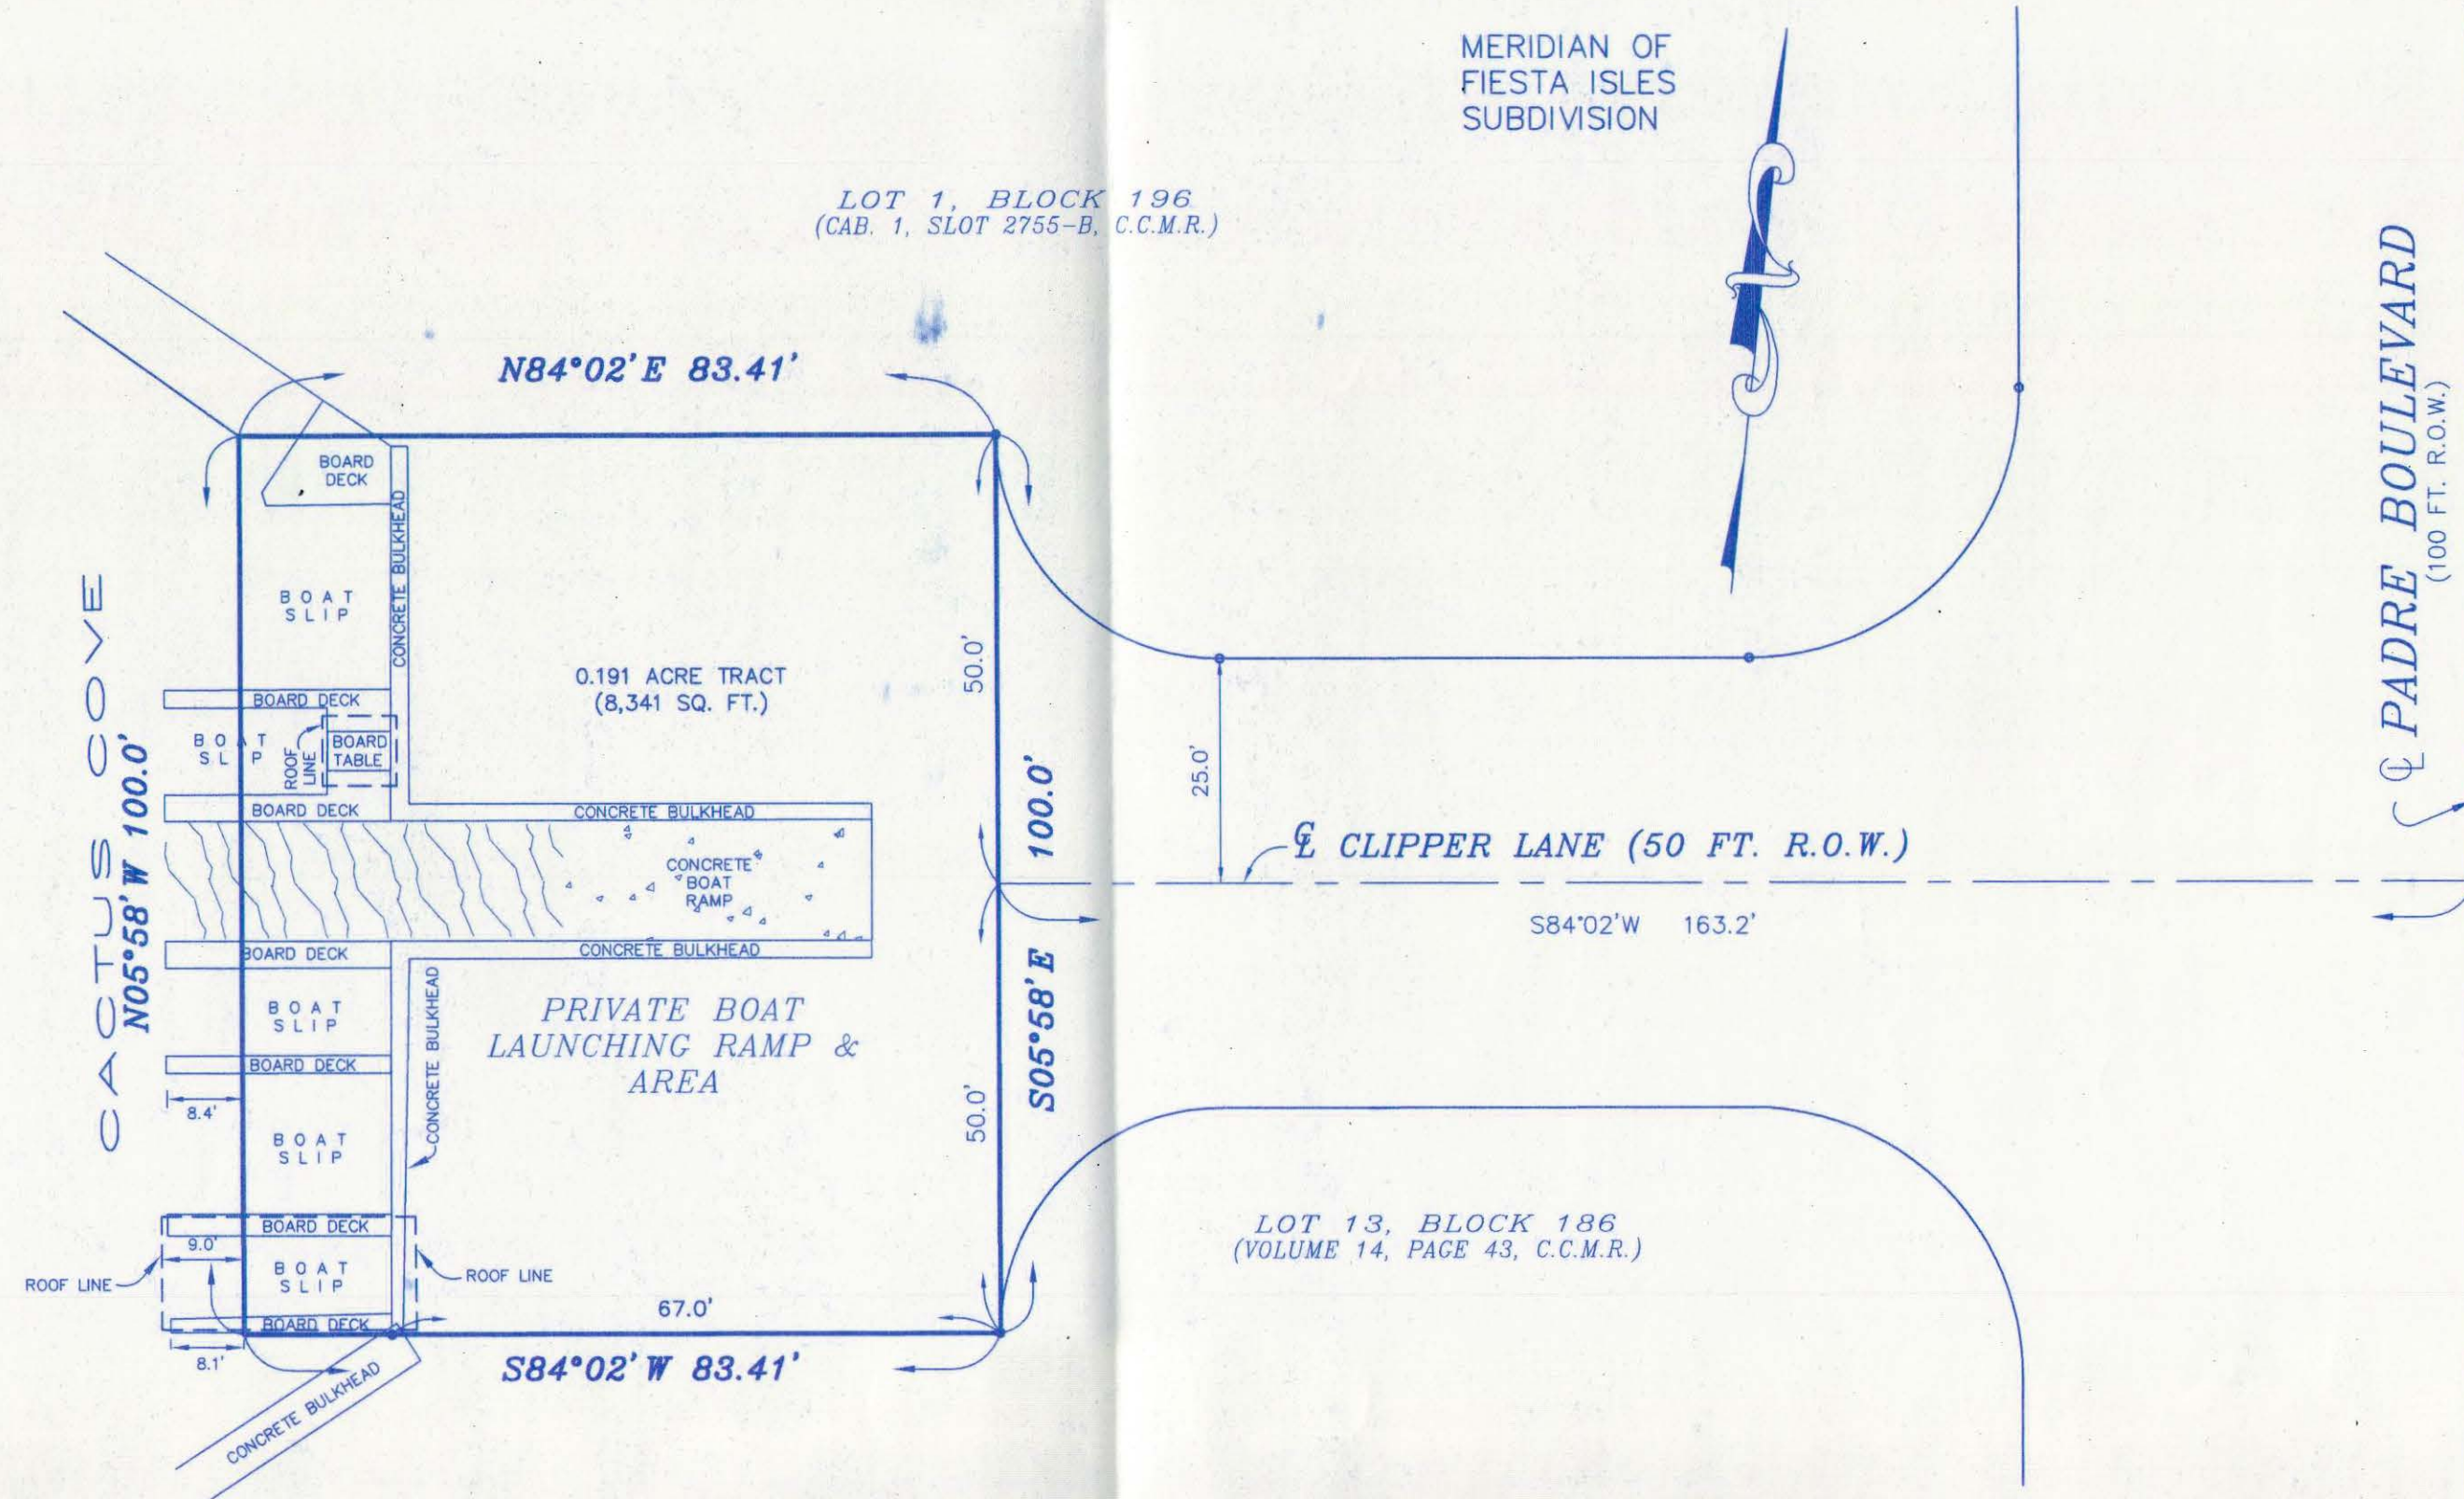 MERIDIAN OF
FIESTA ISLES
SUBDIVISION
LOT 1, BLOCK 196
(CAB. 1, SLOT 2755-B, C.C.M.R.)
N84°02'E 83.41'
BOARD
DECK
CONCRETE BULKHEAD
BOAT
SLIP
0.191 ACRE TRACT
(8,341 SQ. FT.)
50.0'
BOARD DECK
BOAT
SLIP
ROOF
LINE
BOARD
TABLE
BOARD DECK
CONCRETE BULKHEAD
CACTUS COVE
N05°58'W 100.0'
CONCRETE
BOAT
RAMP
S05°58'E 100.0'
25.0'
℄ CLIPPER LANE (50 FT. R.O.W.)
S84°02'W 163.2'
℄ PADRE BOULEVARD
(100 FT. R.O.W.)
BOARD DECK
CONCRETE BULKHEAD
BOAT
SLIP
CONCRETE BULKHEAD
PRIVATE BOAT
LAUNCHING RAMP &
AREA
BOARD DECK
8.4'
50.0'
BOAT
SLIP
BOARD DECK
9.0'
BOAT
SLIP
ROOF LINE
ROOF LINE
LOT 13, BLOCK 186
(VOLUME 14, PAGE 43, C.C.M.R.)
67.0'
BOARD DECK
8.1'
S84°02'W 83.41'
CONCRETE BULKHEAD